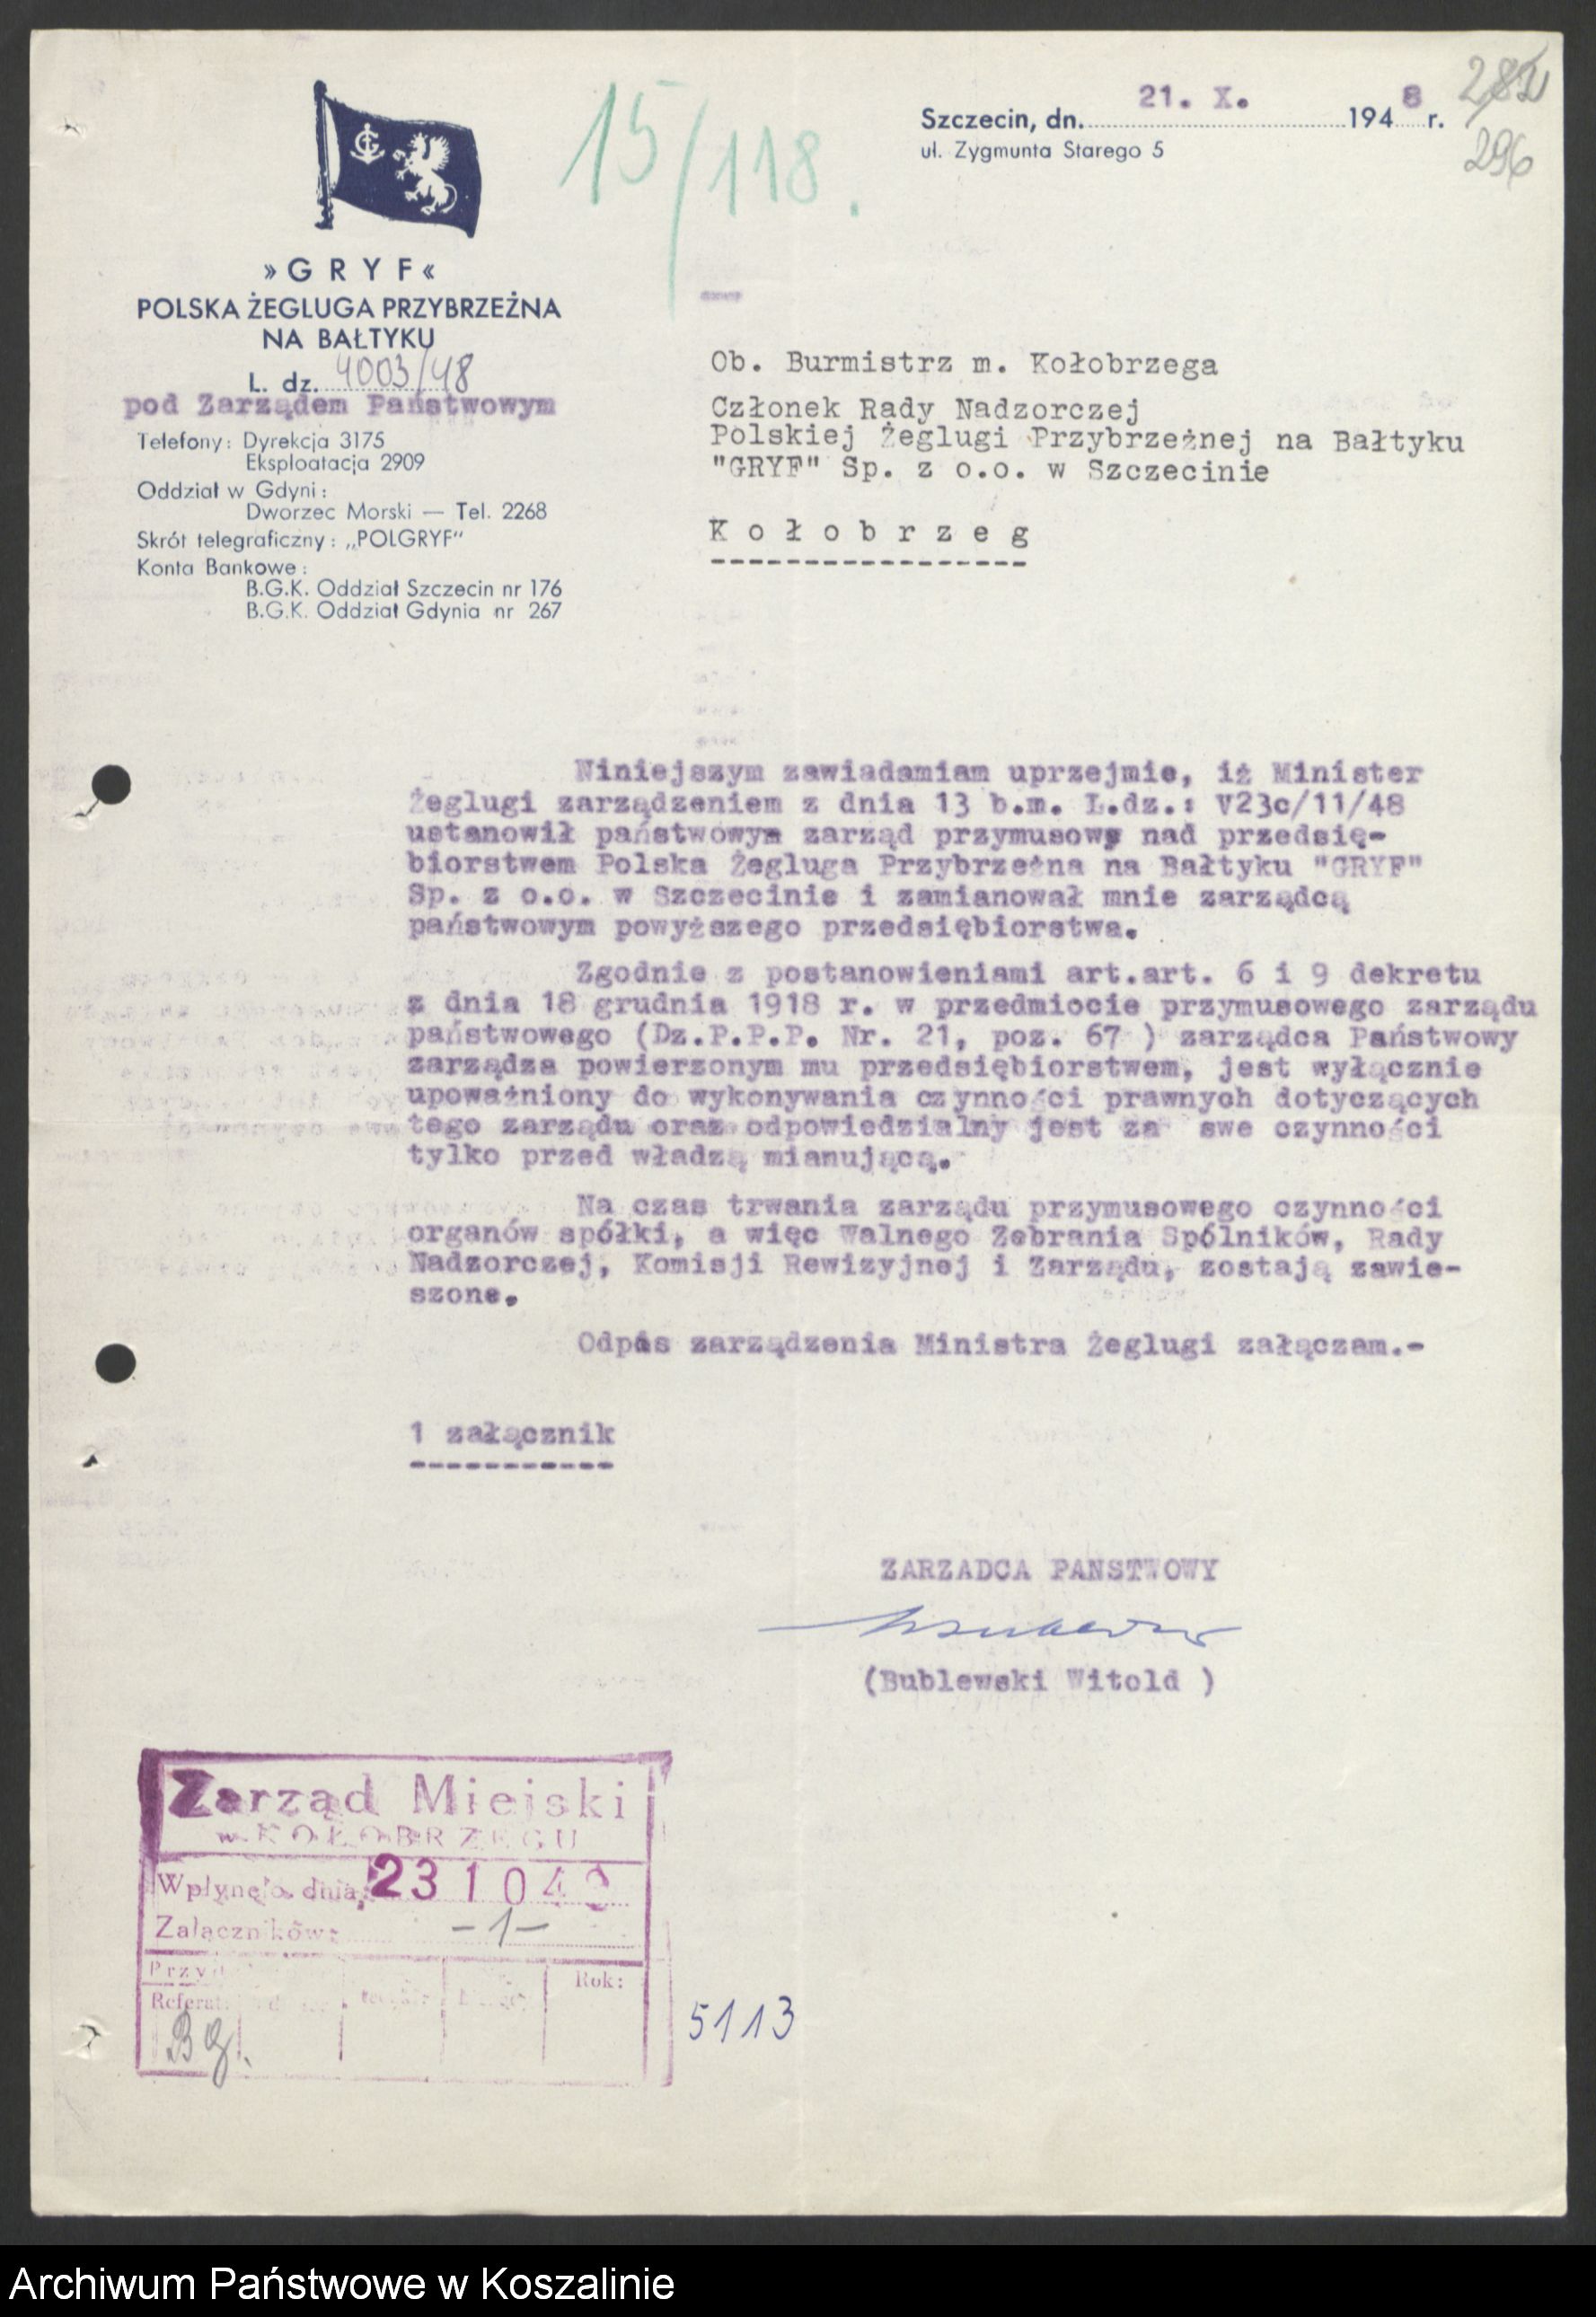 15/118.
Szczecin, dn. 21. X. 1948 r.
ul. Zygmunta Starego 5
296
»GRYF«
POLSKA ŻEGLUGA PRZYBRZEŻNA
NA BAŁTYKU
L. dz. 4003/48
pod Zarządem Państwowym
Telefony: Dyrekcja 3175
Eksploatacja 2909
Oddział w Gdyni:
Dworzec Morski — Tel. 2268
Skrót telegraficzny: „POLGRYF"
Konta Bankowe:
B.G.K. Oddział Szczecin nr 176
B.G.K. Oddział Gdynia nr 267
Ob. Burmistrz m. Kołobrzega
Członek Rady Nadzorczej
Polskiej Żeglugi Przybrzeżnej na Bałtyku
"GRYF" Sp. z o.o. w Szczecinie
K o ł o b r z e g
Niniejszym zawiadamiam uprzejmie, iż Minister
Żeglugi zarządzeniem z dnia 13 b.m. L.dz.: V23c/11/48
ustanowił państwowym zarząd przymusowy nad przedsię-
biorstwem Polska Żegluga Przybrzeżna na Bałtyku "GRYF"
Sp. z o.o. w Szczecinie i zamianował mnie zarządcą
państwowym powyższego przedsiębiorstwa.
Zgodnie z postanowieniami art.art. 6 i 9 dekretu
z dnia 18 grudnia 1918 r. w przedmiocie przymusowego zarządu
państwowego (Dz.P.P.P. Nr. 21, poz. 67 ) zarządca Państwowy
zarządza powierzonym mu przedsiębiorstwem, jest wyłącznie
upoważniony do wykonywania czynności prawnych dotyczących
tego zarządu oraz odpowiedzialny jest za swe czynności
tylko przed władzą mianującą.
Na czas trwania zarządu przymusowego czynności
organów spółki, a więc Walnego Zebrania Spólników, Rady
Nadzorczej, Komisji Rewizyjnej i Zarządu, zostają zawie-
szone.
Odpis zarządzenia Ministra Żeglugi załączam.-
1 załącznik
ZARZADCA PANSTWOWY
(Bublewski Witold )
Zarząd Miejski
w KOŁOBRZEGU
Wpłynęło dnia 23 10 48
Załączników: -1-
Referat:
Rok:
5113
Archiwum Państwowe w Koszalinie